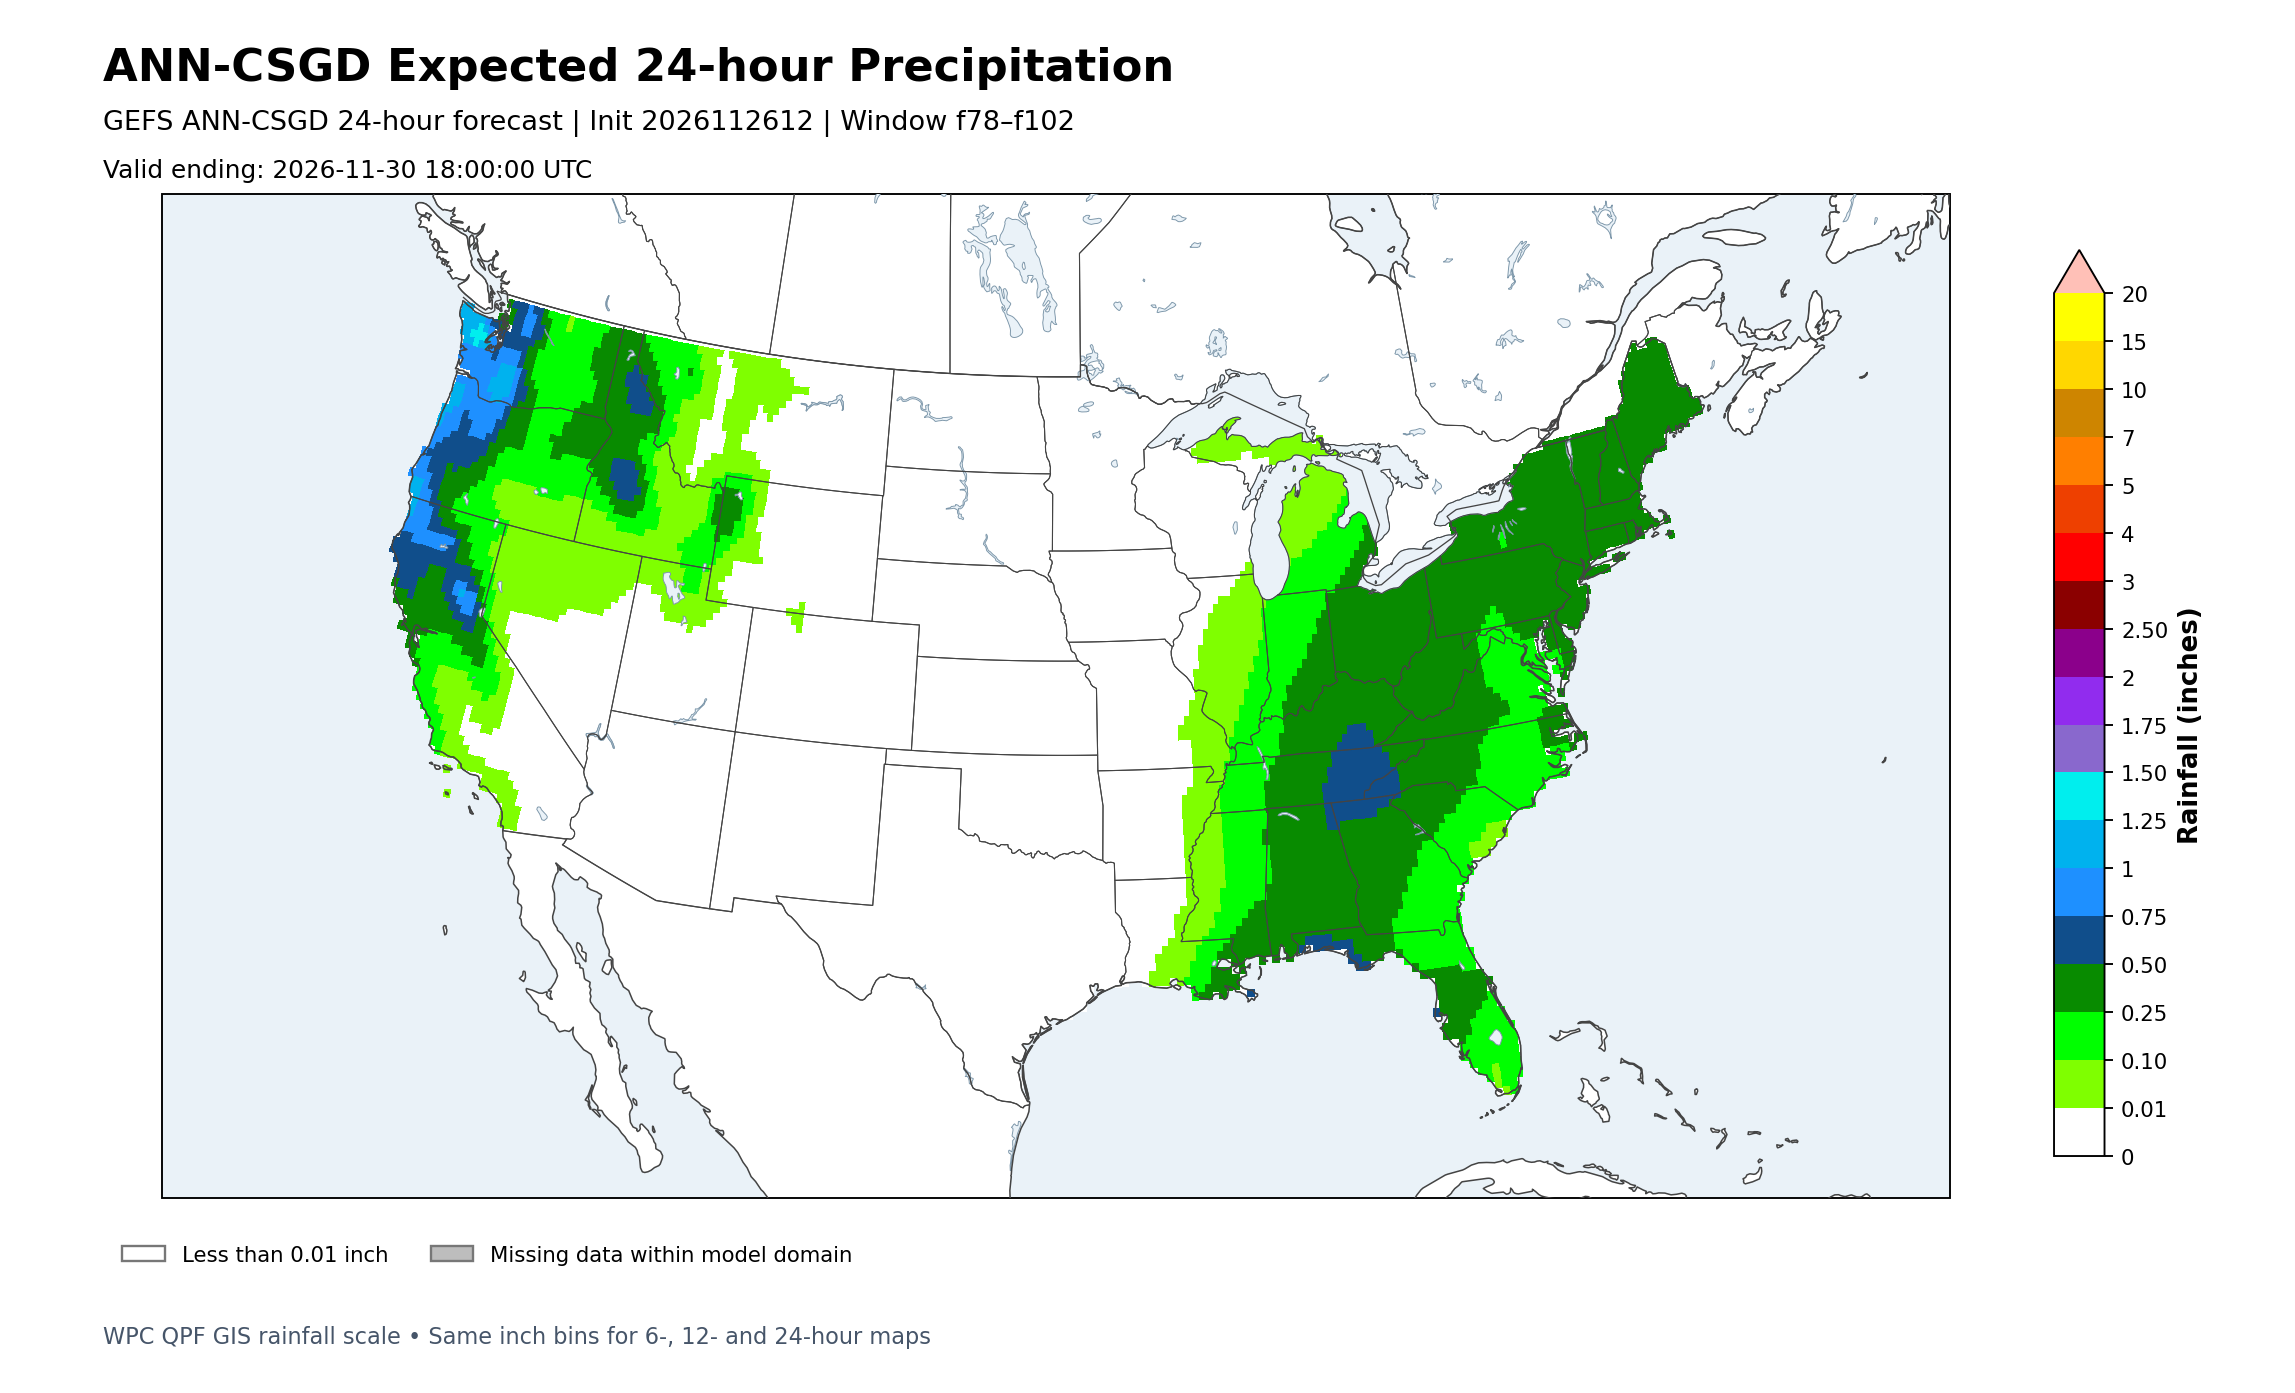 ANN-CSGD Expected 24-hour Precipitation
GEFS ANN-CSGD 24-hour forecast | Init 2026112612 | Window f78–f102
Valid ending: 2026-11-30 18:00:00 UTC
20
15
10
7
5
4
3
2.50
2
1.75
1.50
1.25
1
0.75
0.50
0.25
0.10
0.01
0
Rainfall (inches)
Less than 0.01 inch
Missing data within model domain
WPC QPF GIS rainfall scale • Same inch bins for 6-, 12- and 24-hour maps